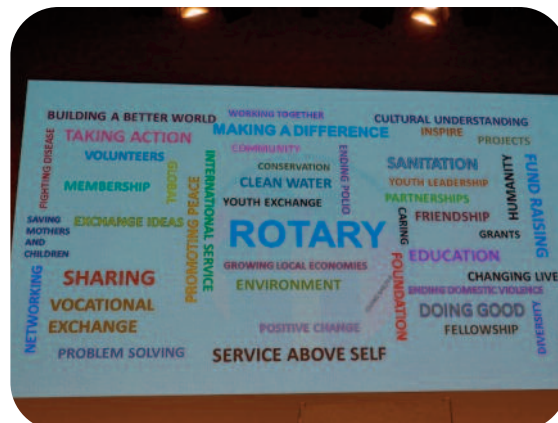 BUILDING A BETTER WORLD
WORKING TOGETHER
CULTURAL UNDERSTANDING
TAKING ACTION
MAKING A DIFFERENCE
INSPIRE
PROJECTS
FIGHTING DISEASE
VOLUNTEERS
COMMUNITY
ENDING POLIO
SANITATION
HUMANITY
FUND RAISING
GLOBAL
INTERNATIONAL SERVICE
CONSERVATION
MEMBERSHIP
CLEAN WATER
YOUTH LEADERSHIP
PROMOTING PEACE
YOUTH EXCHANGE
PARTNERSHIPS
SAVING
MOTHERS
AND
CHILDREN
EXCHANGE IDEAS
ROTARY
CARING
FRIENDSHIP
GRANTS
EDUCATION
NETWORKING
SHARING
GROWING LOCAL ECONOMIES
FOUNDATION
CHANGING LIVE
ENVIRONMENT
ENDING DOMESTIC VIOLENCE
VOCATIONAL
EXCHANGE
DOING GOOD
DIVERSITY
POSITIVE CHANGE
FELLOWSHIP
PROBLEM SOLVING
SERVICE ABOVE SELF